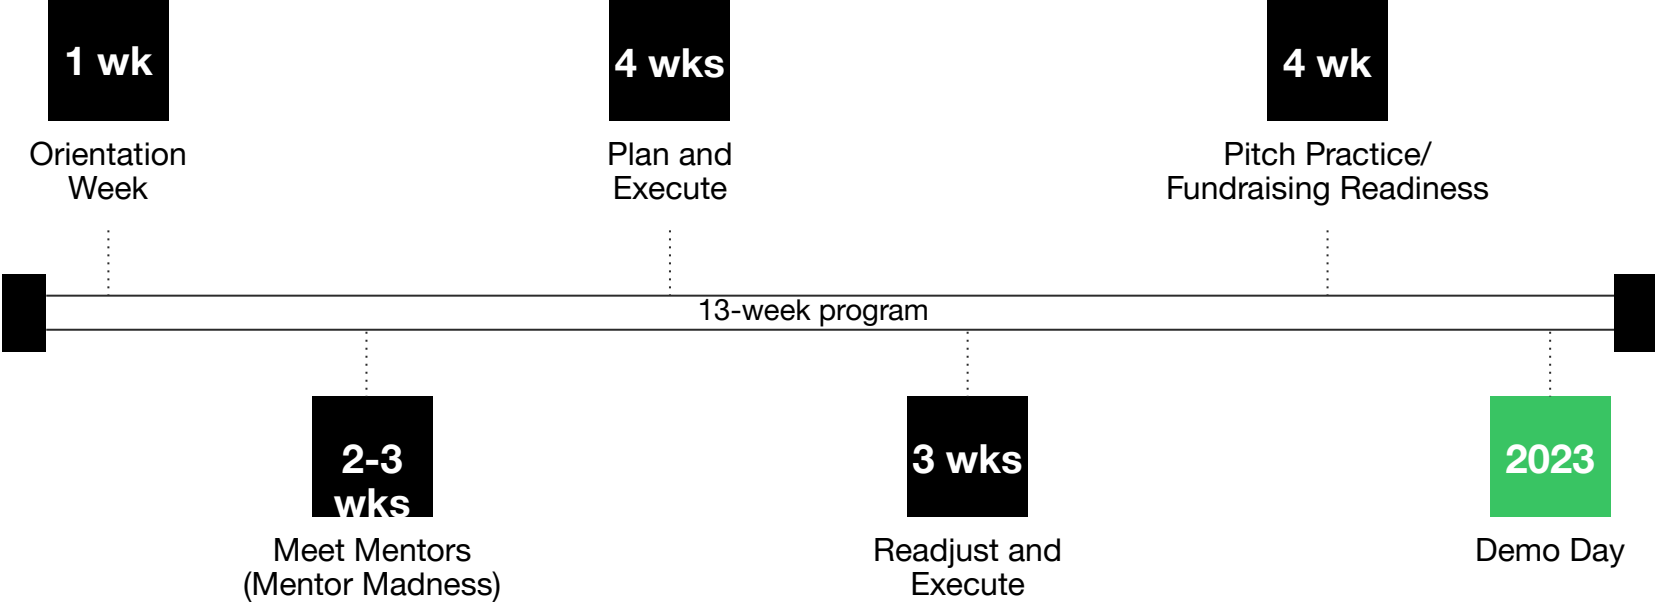 1 wk
Orientation
Week
4 wks
Plan and
Execute
4 wk
Pitch Practice/
Fundraising Readiness
13-week program
2-3
wks
Meet Mentors
(Mentor Madness)
3 wks
Readjust and
Execute
2023
Demo Day